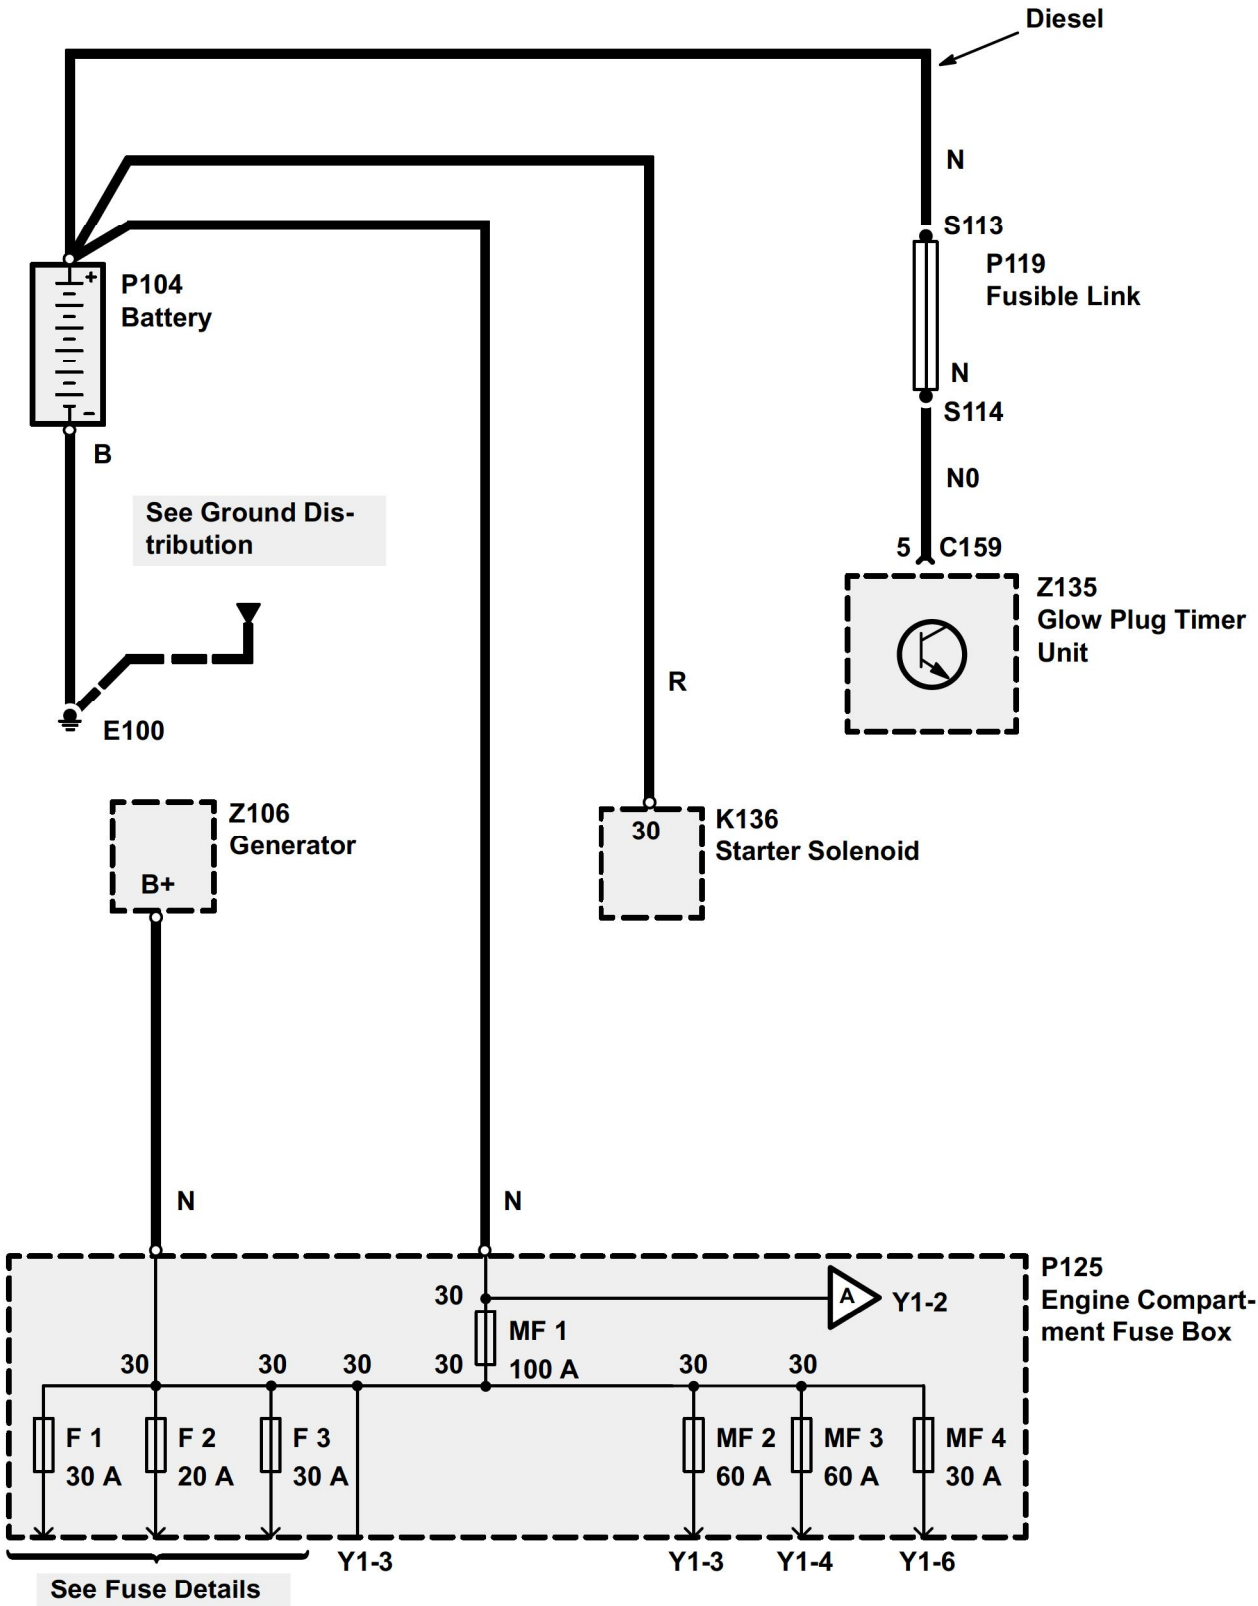 Diesel
N
S113
P119
Fusible Link
+
P104
Battery
N
S114
–
B
N0
See Ground Dis-
tribution
5 C159
Z135
Glow Plug Timer
Unit
R
E100
Z106
Generator
B+
30
K136
Starter Solenoid
N
N
P125
Engine Compart-
ment Fuse Box
30
A
Y1-2
MF 1
100 A
30
30
30
30
30
30
F 1
30 A
F 2
20 A
F 3
30 A
MF 2
60 A
MF 3
60 A
MF 4
30 A
Y1-3
Y1-3
Y1-4
Y1-6
See Fuse Details